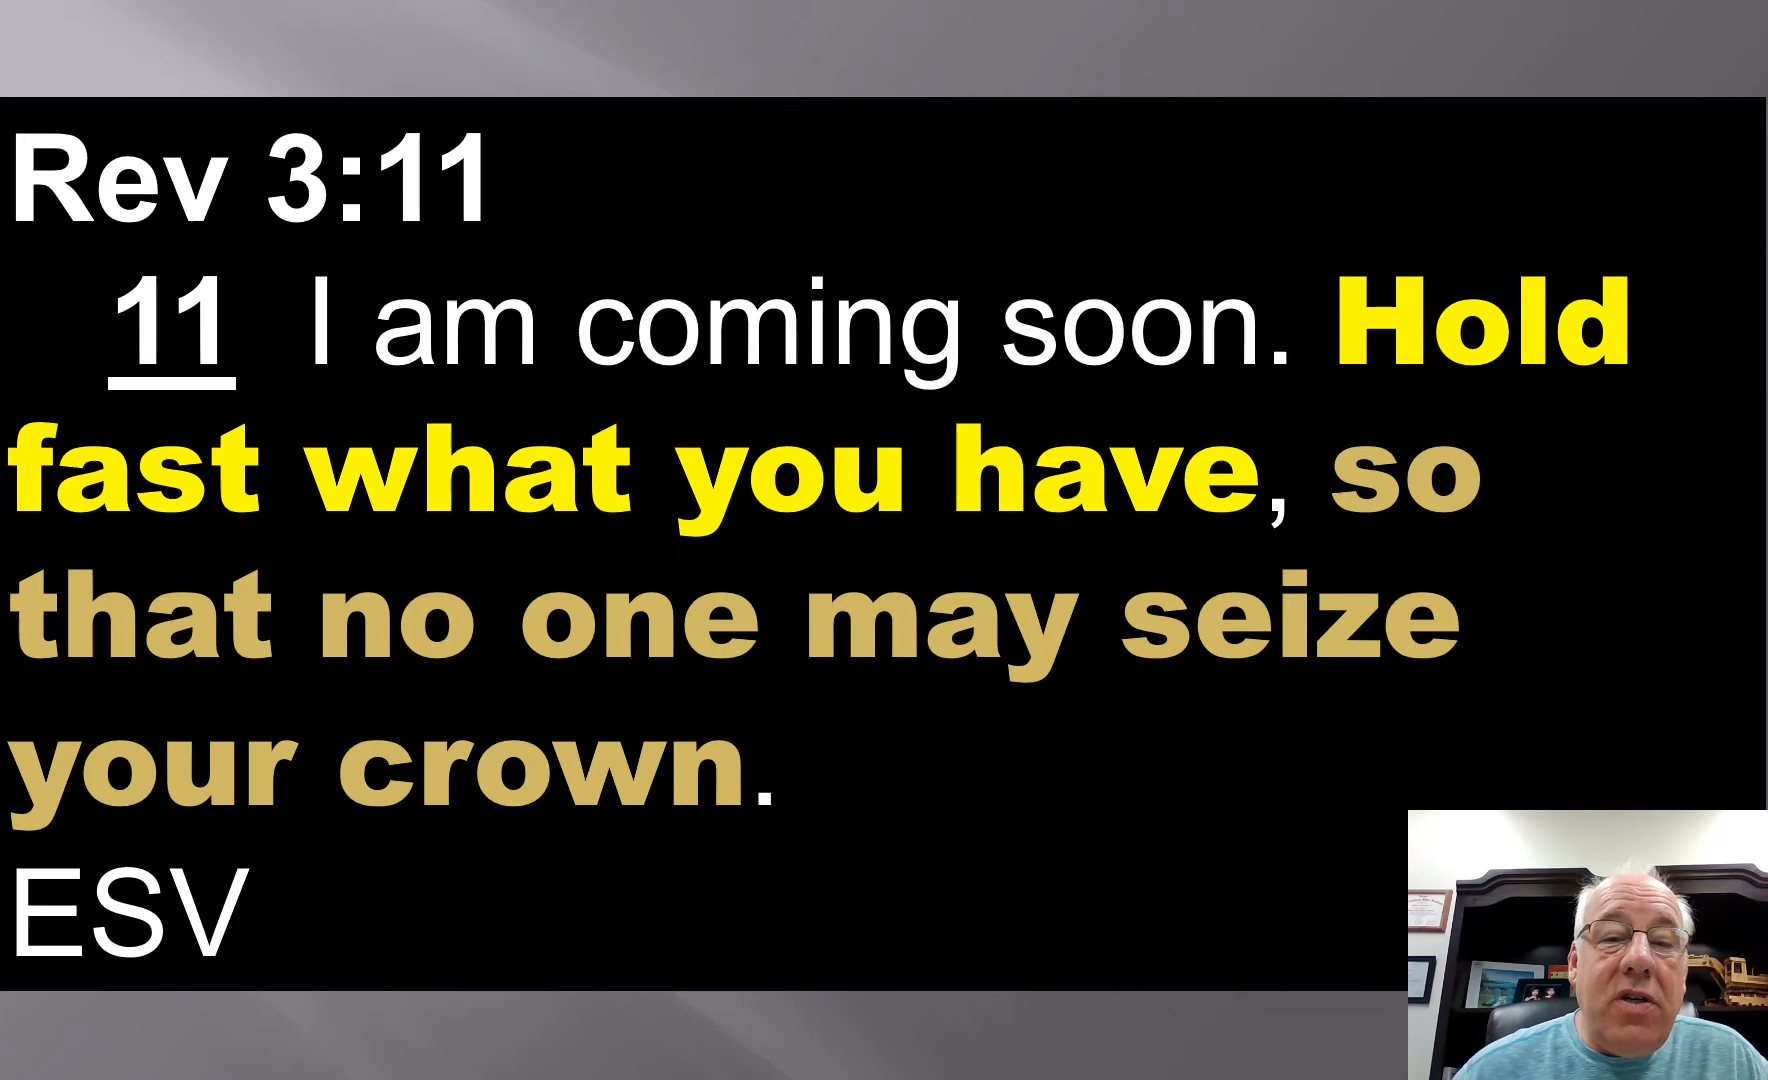 Rev 3:11
11 I am coming soon. Hold
fast what you have, so
that no one may seize
your crown.
ESV